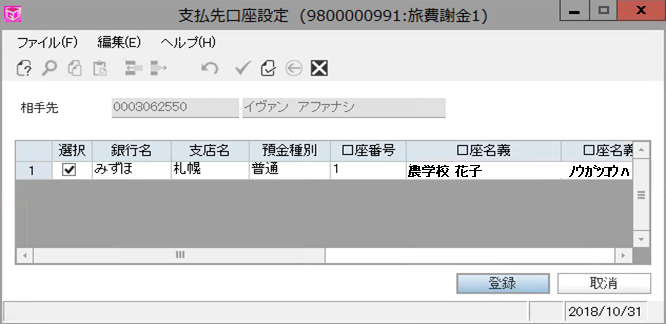 支払先口座設定 (9800000991:旅費謝金1)
ファイル(F) 編集(E) ヘルプ(H)
相手先 0003062550 イヴァン アファナシ
選択 銀行名 支店名 預金種別 口座番号 口座名義 口座名義
1 みずほ 札幌 普通 1 農学校 花子 ﾉｳｶﾞｯｺｳ ﾊ
登録 取消
2018/10/31